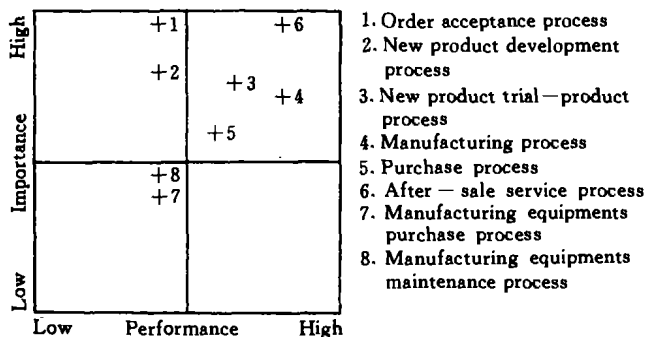 High
Importance
Low
+1
+6
+2
+3
+4
+5
+8
+7
Low Performance High
1. Order acceptance process
2. New product development
process
3. New product trial—product
process
4. Manufacturing process
5. Purchase process
6. After — sale service process
7. Manufacturing equipments
purchase process
8. Manufacturing equipments
maintenance process